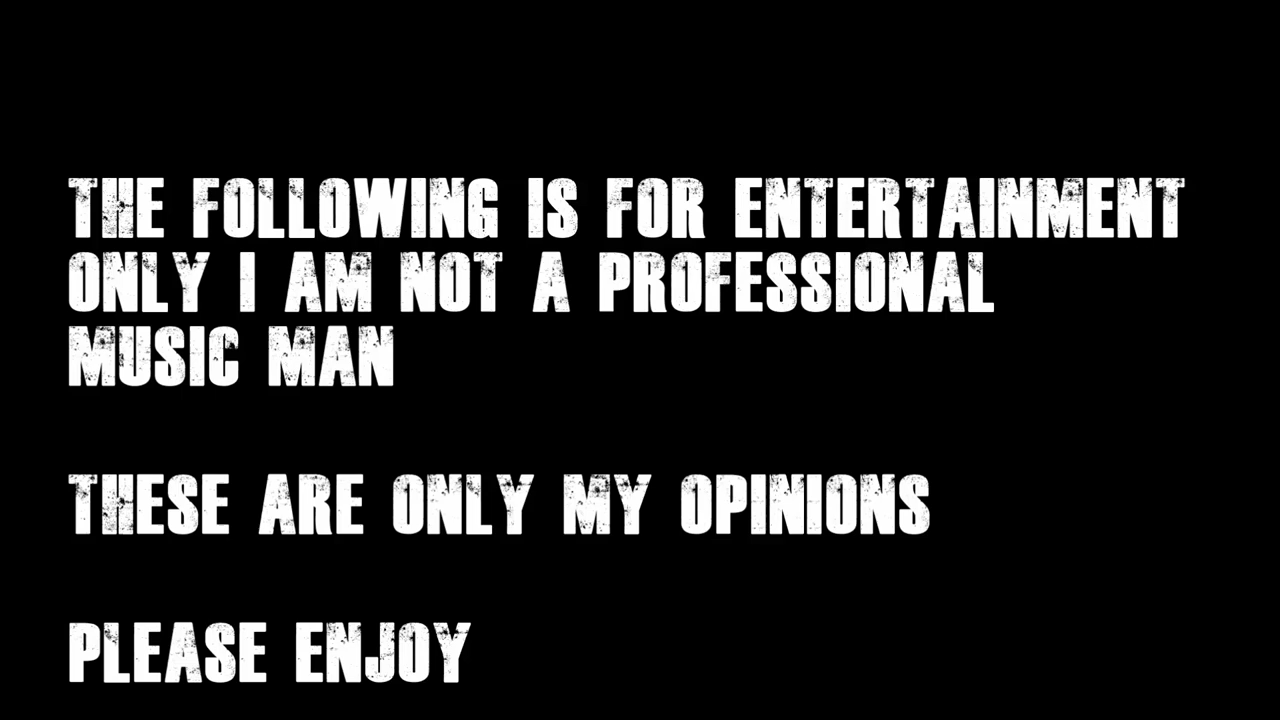 THE FOLLOWING IS FOR ENTERTAINMENT
ONLY I AM NOT A PROFESSIONAL
MUSIC MAN
THESE ARE ONLY MY OPINIONS
PLEASE ENJOY